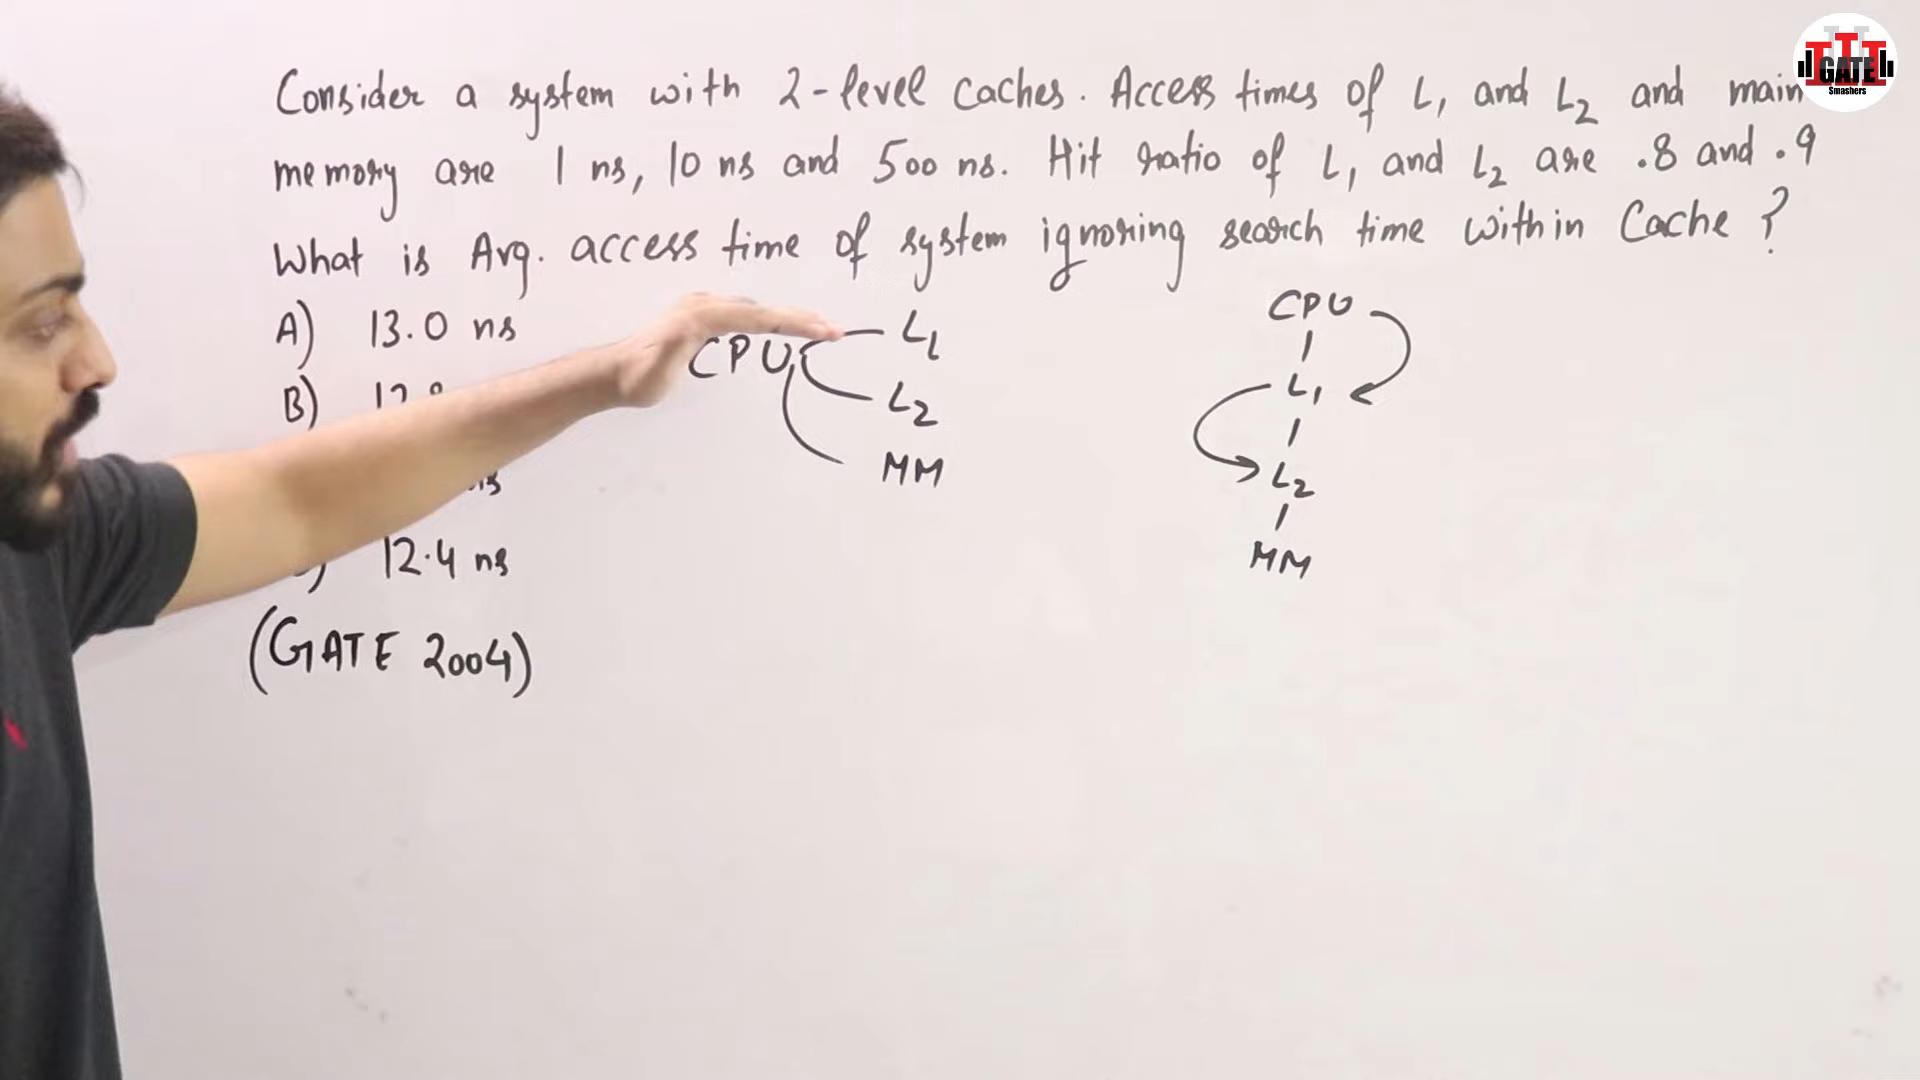 Consider a system with 2-level Caches. Access times of L1 and L2 and main
memory are 1 ns, 10 ns and 500 ns. Hit ratio of L1 and L2 are .8 and .9
What is Avg. access time of system ignoring search time within Cache ?
A) 13.0 ns
B)
12.4 ns
(GATE 2004)
CPU
L1
L2
MM
CPU
L1
L2
MM
GATE
Smashers